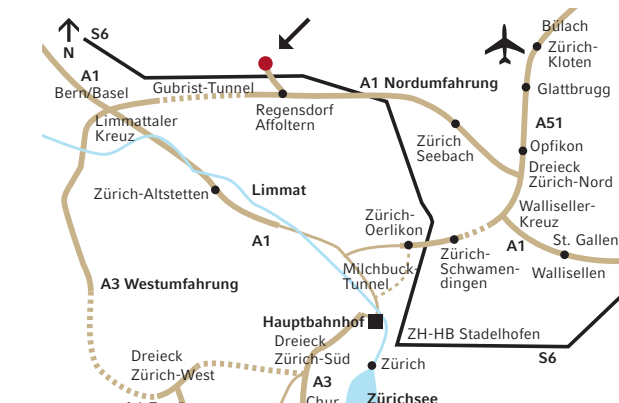 S6
N
A1
Bern/Basel
Gubrist-Tunnel
Limmattaler
Kreuz
Regensdorf
Affoltern
A1 Nordumfahrung
Bülach
Zürich-
Kloten
Glattbrugg
A51
Opfikon
Dreieck
Zürich-Nord
Zürich
Seebach
Zürich-Altstetten
Limmat
A1
Zürich-
Oerlikon
Walliseller-
Kreuz
A1
St. Gallen
Wallisellen
Zürich-
Schwamen-
dingen
Milchbuck-
Tunnel
A3 Westumfahrung
Hauptbahnhof
ZH-HB Stadelhofen
S6
Dreieck
Zürich-Süd
Dreieck
Zürich-West
Zürich
A3
Chur
Zürichsee